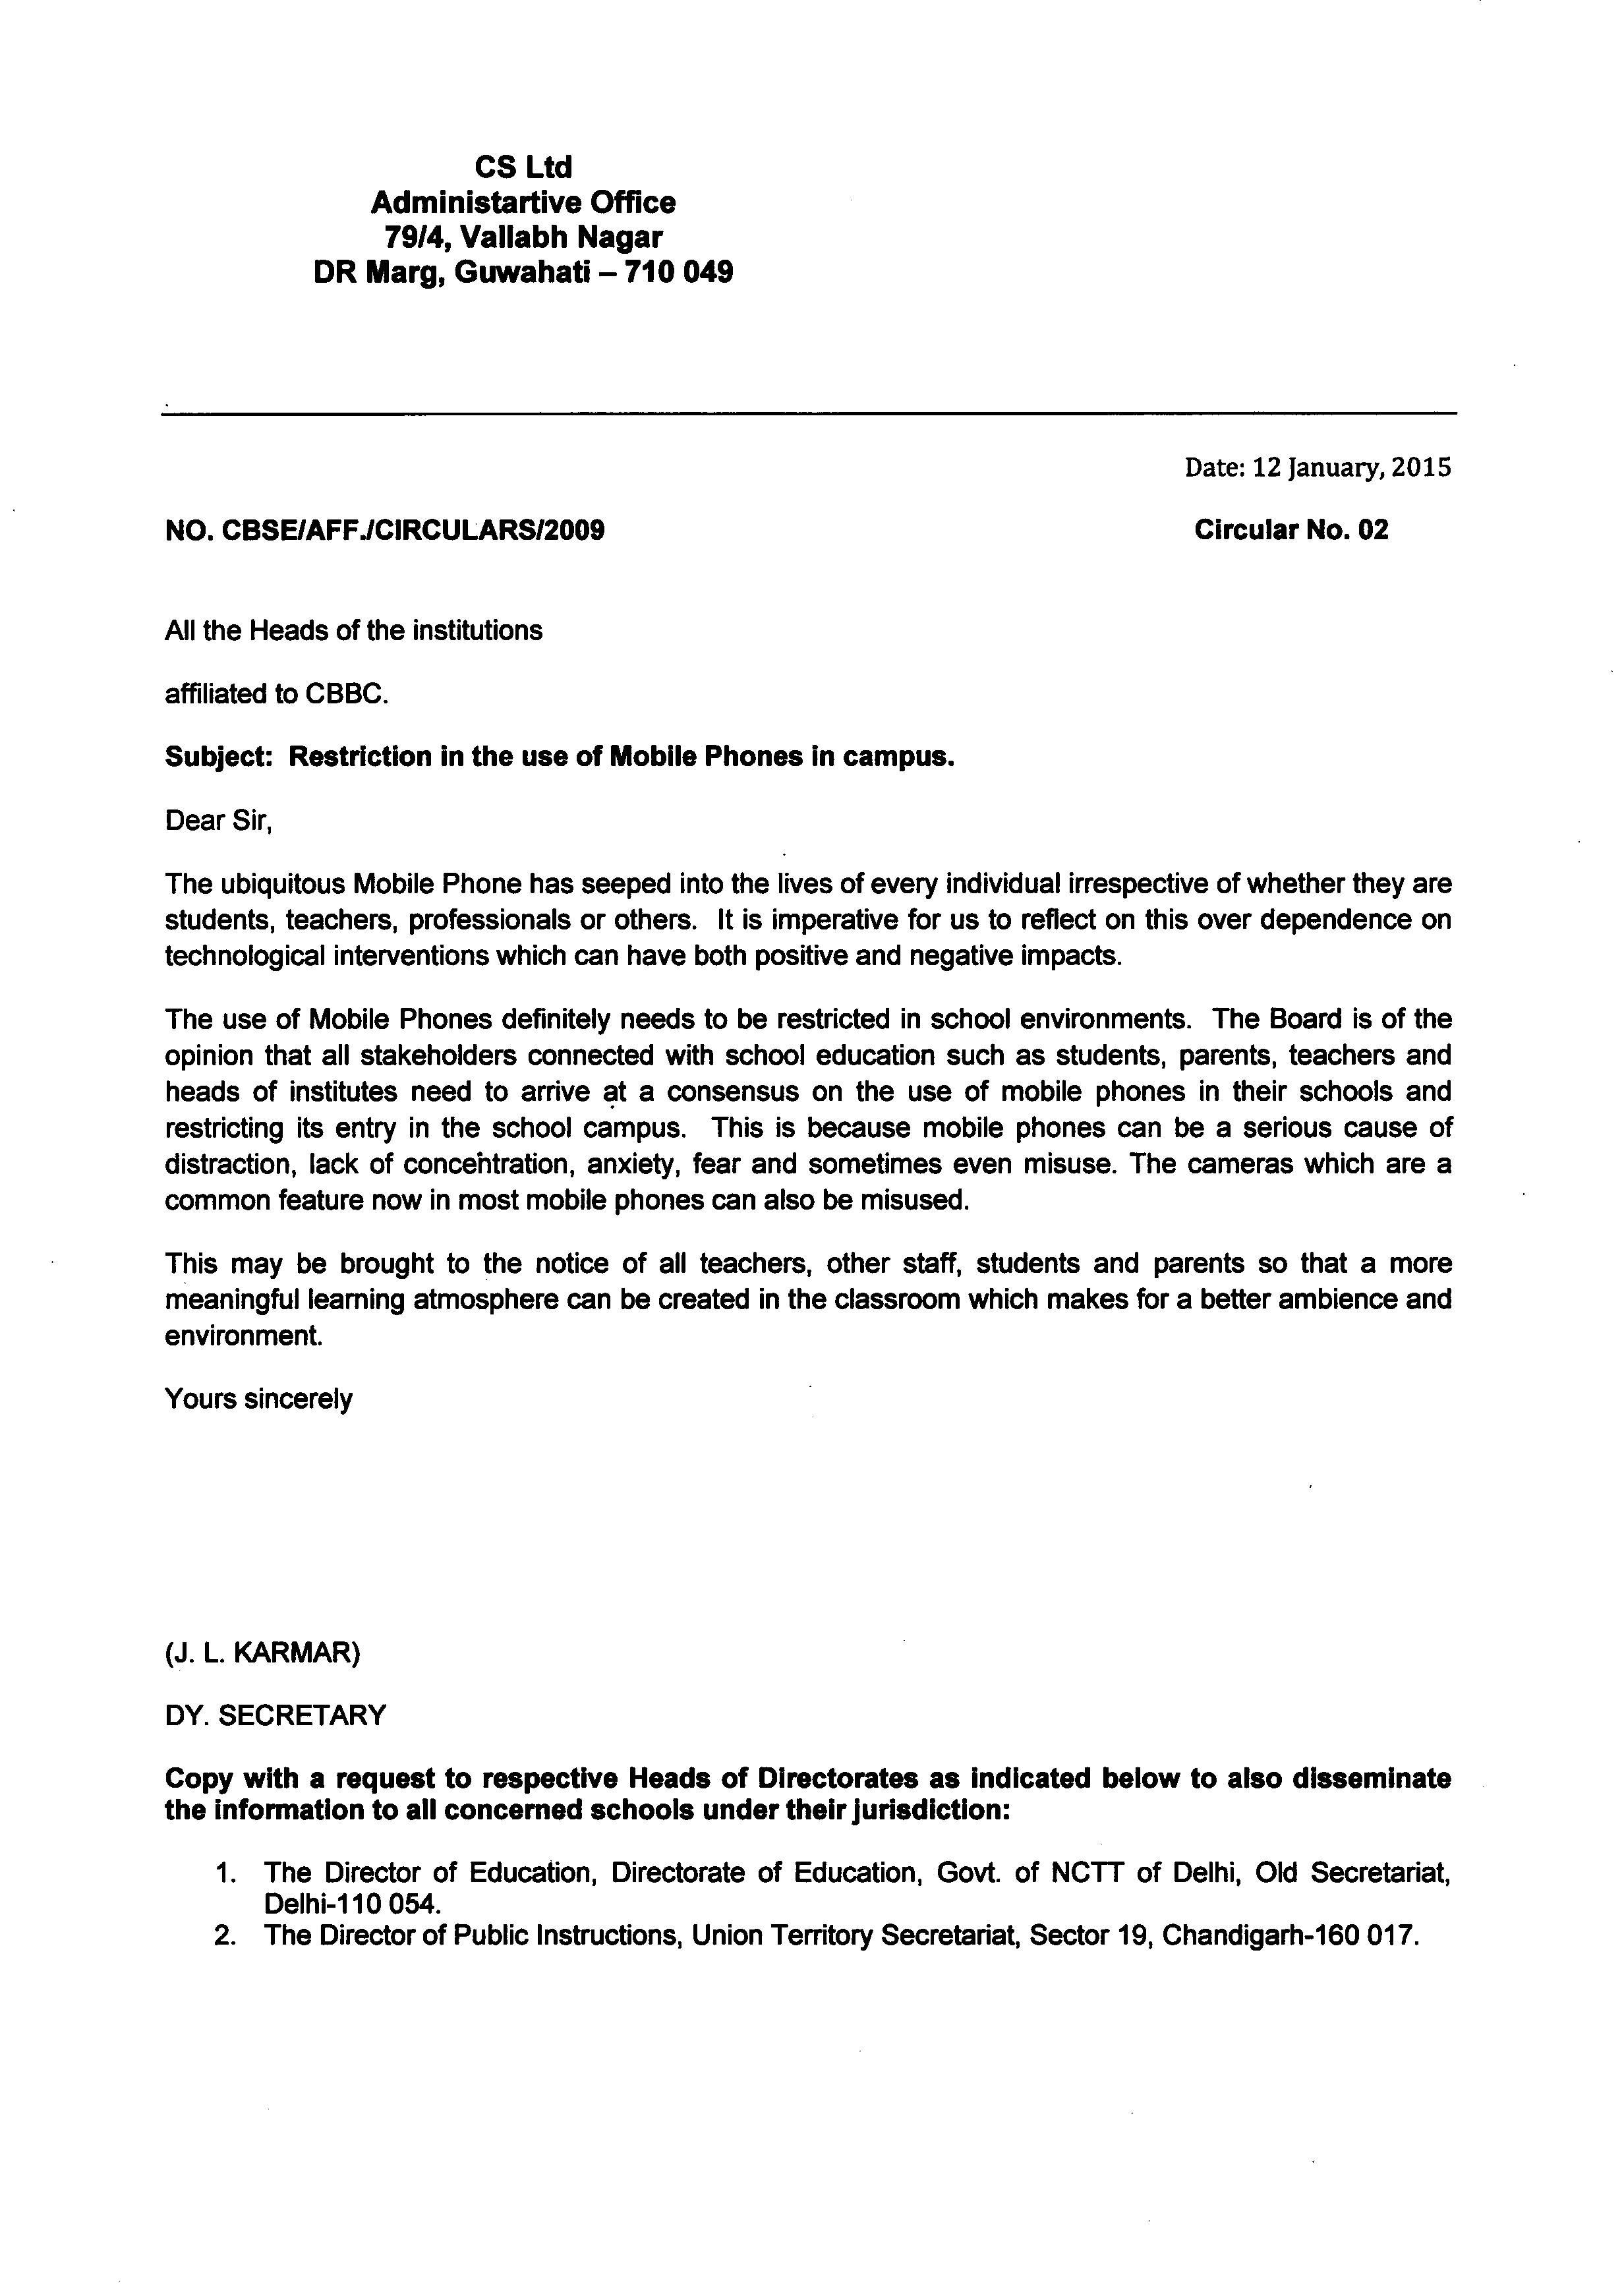 CS Ltd
Administartive Office
79/4, Vallabh Nagar
DR Marg, Guwahati – 710 049
Date: 12 January, 2015
NO. CBSE/AFF./CIRCULARS/2009 Circular No. 02
All the Heads of the institutions
affiliated to CBBC.
Subject: Restriction in the use of Mobile Phones in campus.
Dear Sir,
The ubiquitous Mobile Phone has seeped into the lives of every individual irrespective of whether they are
students, teachers, professionals or others. It is imperative for us to reflect on this over dependence on
technological interventions which can have both positive and negative impacts.
The use of Mobile Phones definitely needs to be restricted in school environments. The Board is of the
opinion that all stakeholders connected with school education such as students, parents, teachers and
heads of institutes need to arrive at a consensus on the use of mobile phones in their schools and
restricting its entry in the school campus. This is because mobile phones can be a serious cause of
distraction, lack of concentration, anxiety, fear and sometimes even misuse. The cameras which are a
common feature now in most mobile phones can also be misused.
This may be brought to the notice of all teachers, other staff, students and parents so that a more
meaningful learning atmosphere can be created in the classroom which makes for a better ambience and
environment.
Yours sincerely
(J. L. KARMAR)
DY. SECRETARY
Copy with a request to respective Heads of Directorates as indicated below to also disseminate
the information to all concerned schools under their jurisdiction:
1. The Director of Education, Directorate of Education, Govt. of NCTT of Delhi, Old Secretariat,
Delhi-110 054.
2. The Director of Public Instructions, Union Territory Secretariat, Sector 19, Chandigarh-160 017.